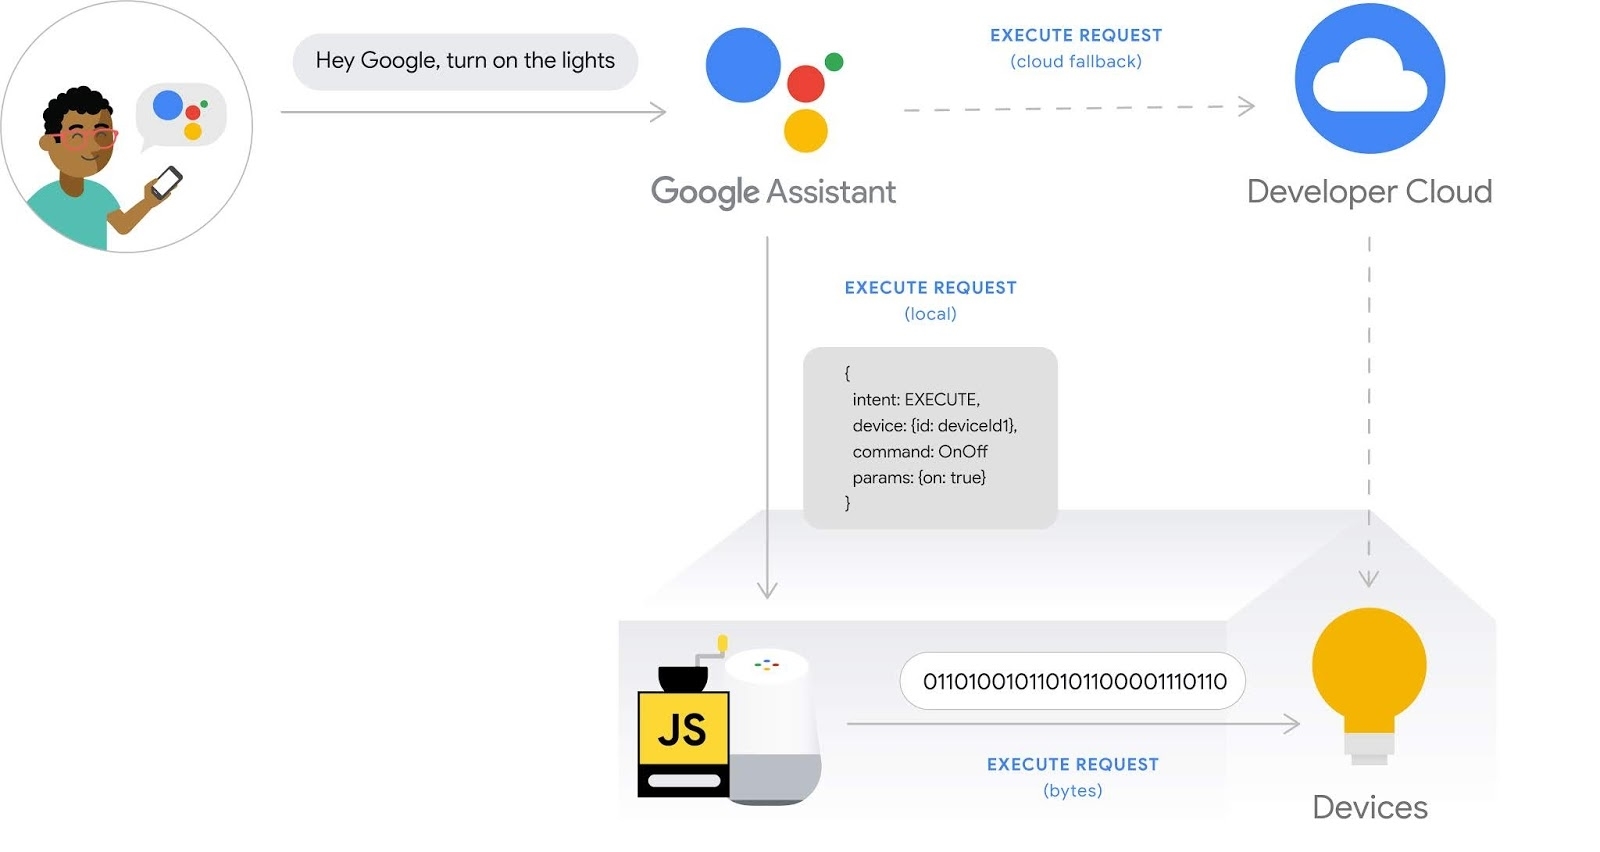 Hey Google, turn on the lights
EXECUTE REQUEST
(cloud fallback)
Google Assistant
Developer Cloud
EXECUTE REQUEST
(local)
{
intent: EXECUTE,
device: {id: deviceId1},
command: OnOff
params: {on: true}
}
JS
011010010110101100001110110
EXECUTE REQUEST
(bytes)
Devices